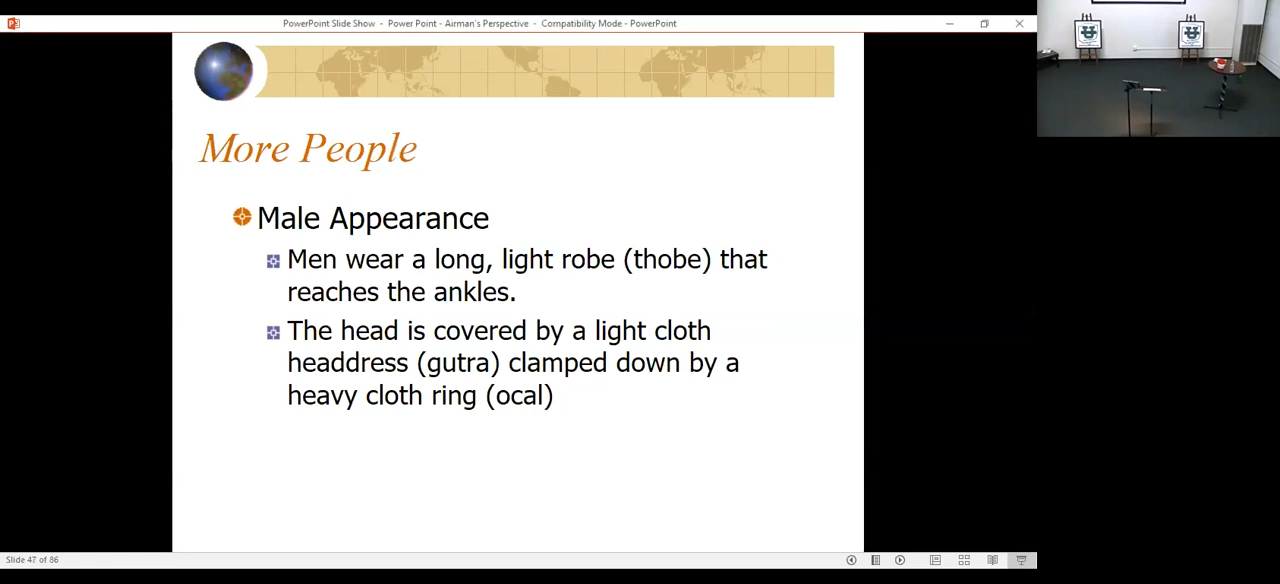 PowerPoint Slide Show - Power Point - Airman's Perspective - Compatibility Mode - PowerPoint
More People
Male Appearance
Men wear a long, light robe (thobe) that
reaches the ankles.
The head is covered by a light cloth
headdress (gutra) clamped down by a
heavy cloth ring (ocal)
Slide 47 of 86